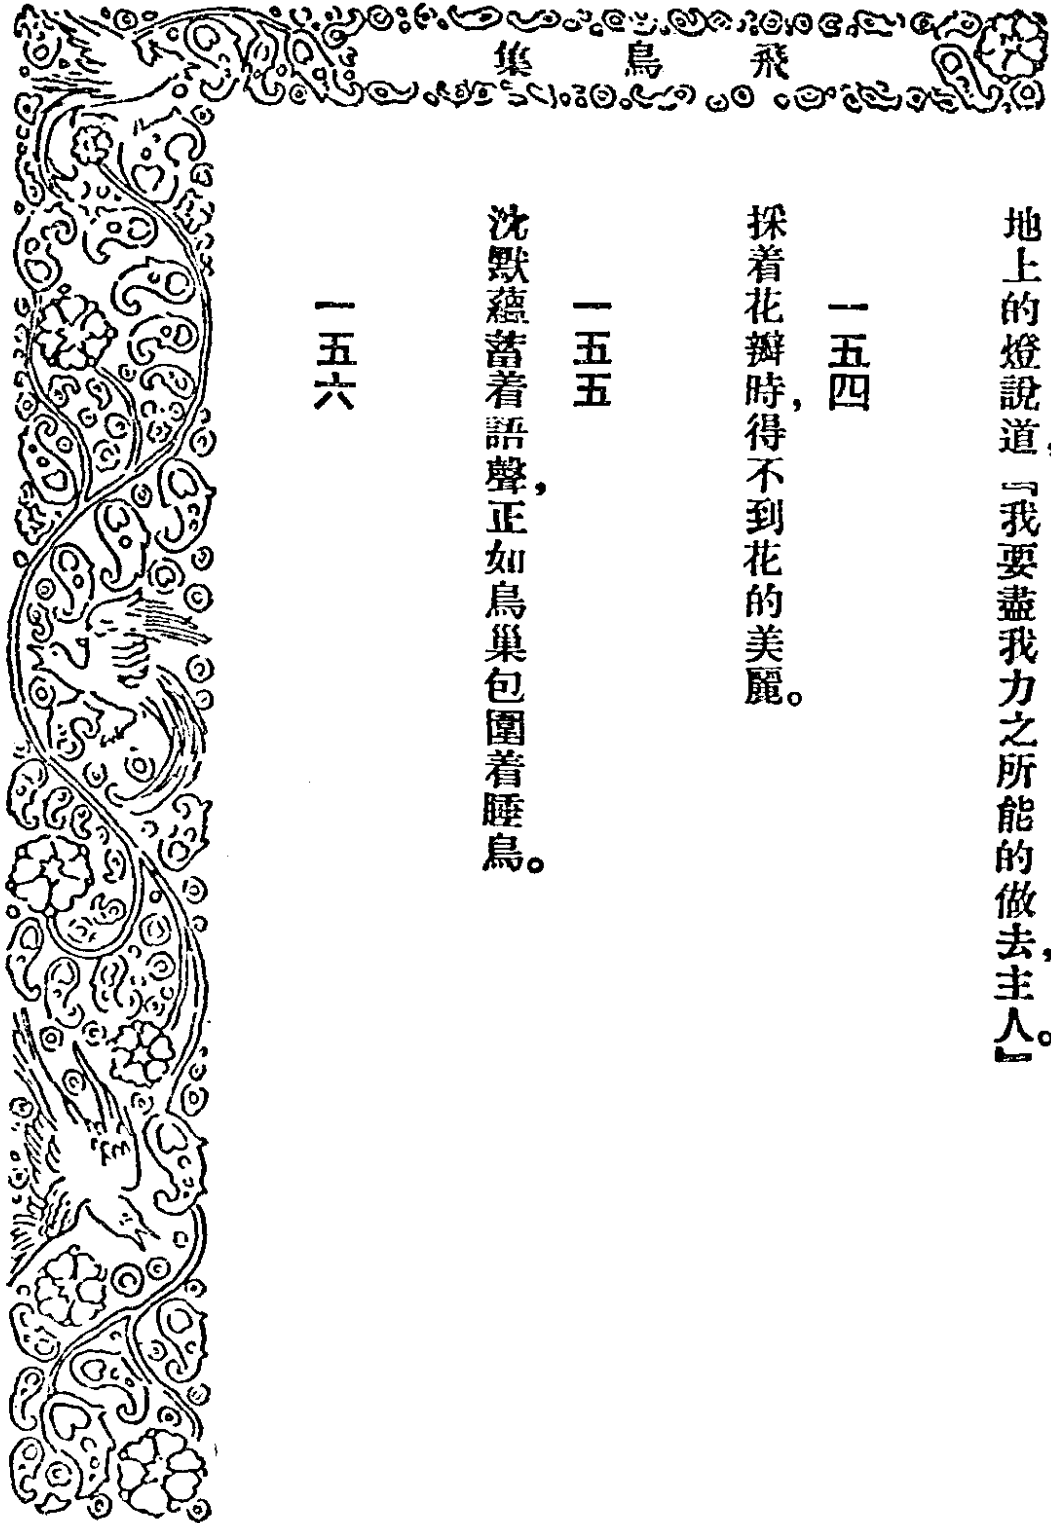 飛鳥集
地上的燈說道，『我要盡我力之所能的做去，主人。』
一五四
採着花瓣時，得不到花的美麗。
一五五
沈默蘊蓄着語聲，正如鳥巢包圍着睡鳥。
一五六